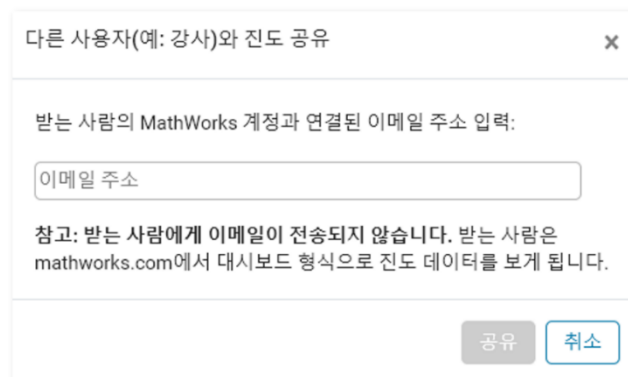 다른 사용자(예: 강사)와 진도 공유
×
받는 사람의 MathWorks 계정과 연결된 이메일 주소 입력:
이메일 주소
참고: 받는 사람에게 이메일이 전송되지 않습니다. 받는 사람은
mathworks.com에서 대시보드 형식으로 진도 데이터를 보게 됩니다.
공유 취소